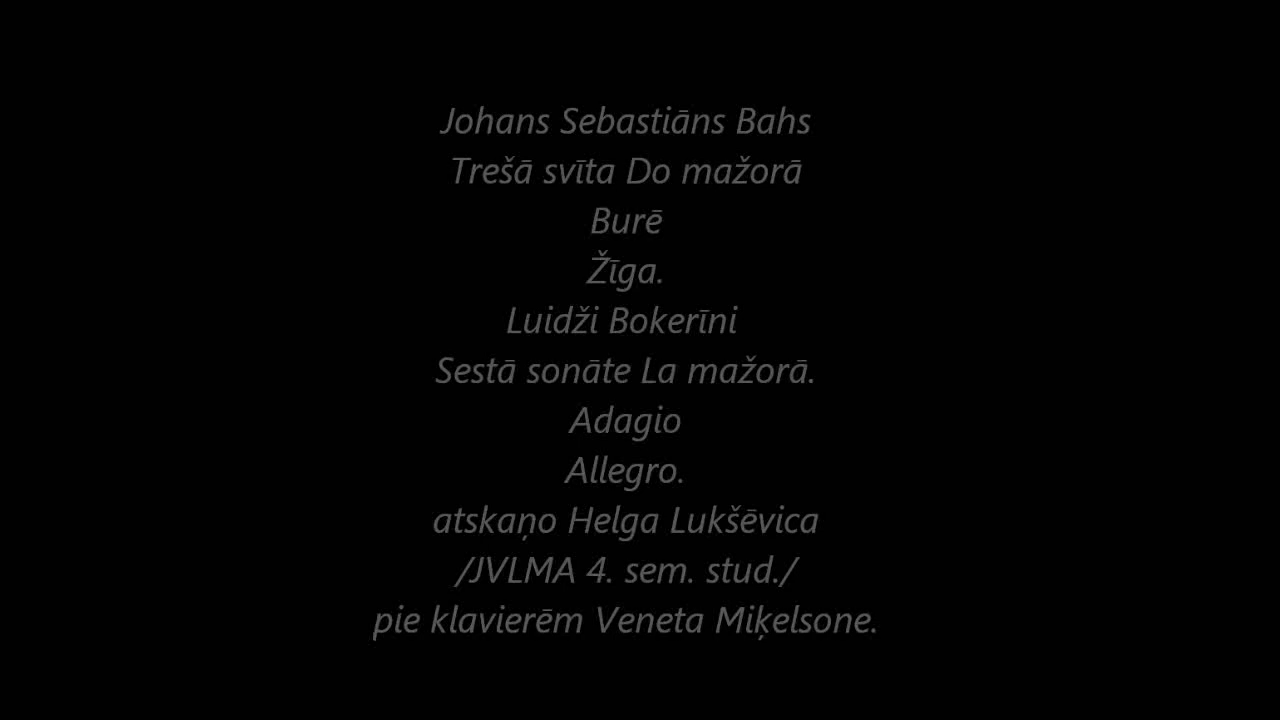 Johans Sebastiāns Bahs
Trešā svīta Do mažorā
Burē
Žīga.
Luidži Bokerīni
Sestā sonāte La mažorā.
Adagio
Allegro.
atskaņo Helga Lukšēvica
/JVLMA 4. sem. stud./
pie klavierēm Veneta Miķelsone.